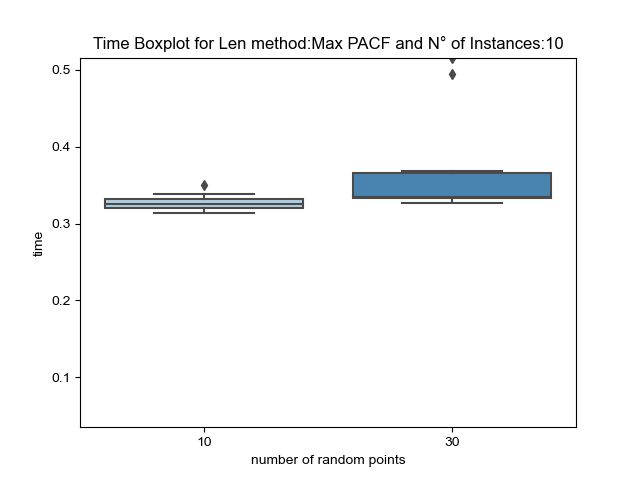 Time Boxplot for Len method:Max PACF and N° of Instances:10
0.5
0.4
0.3
0.2
0.1
time
10 30
number of random points